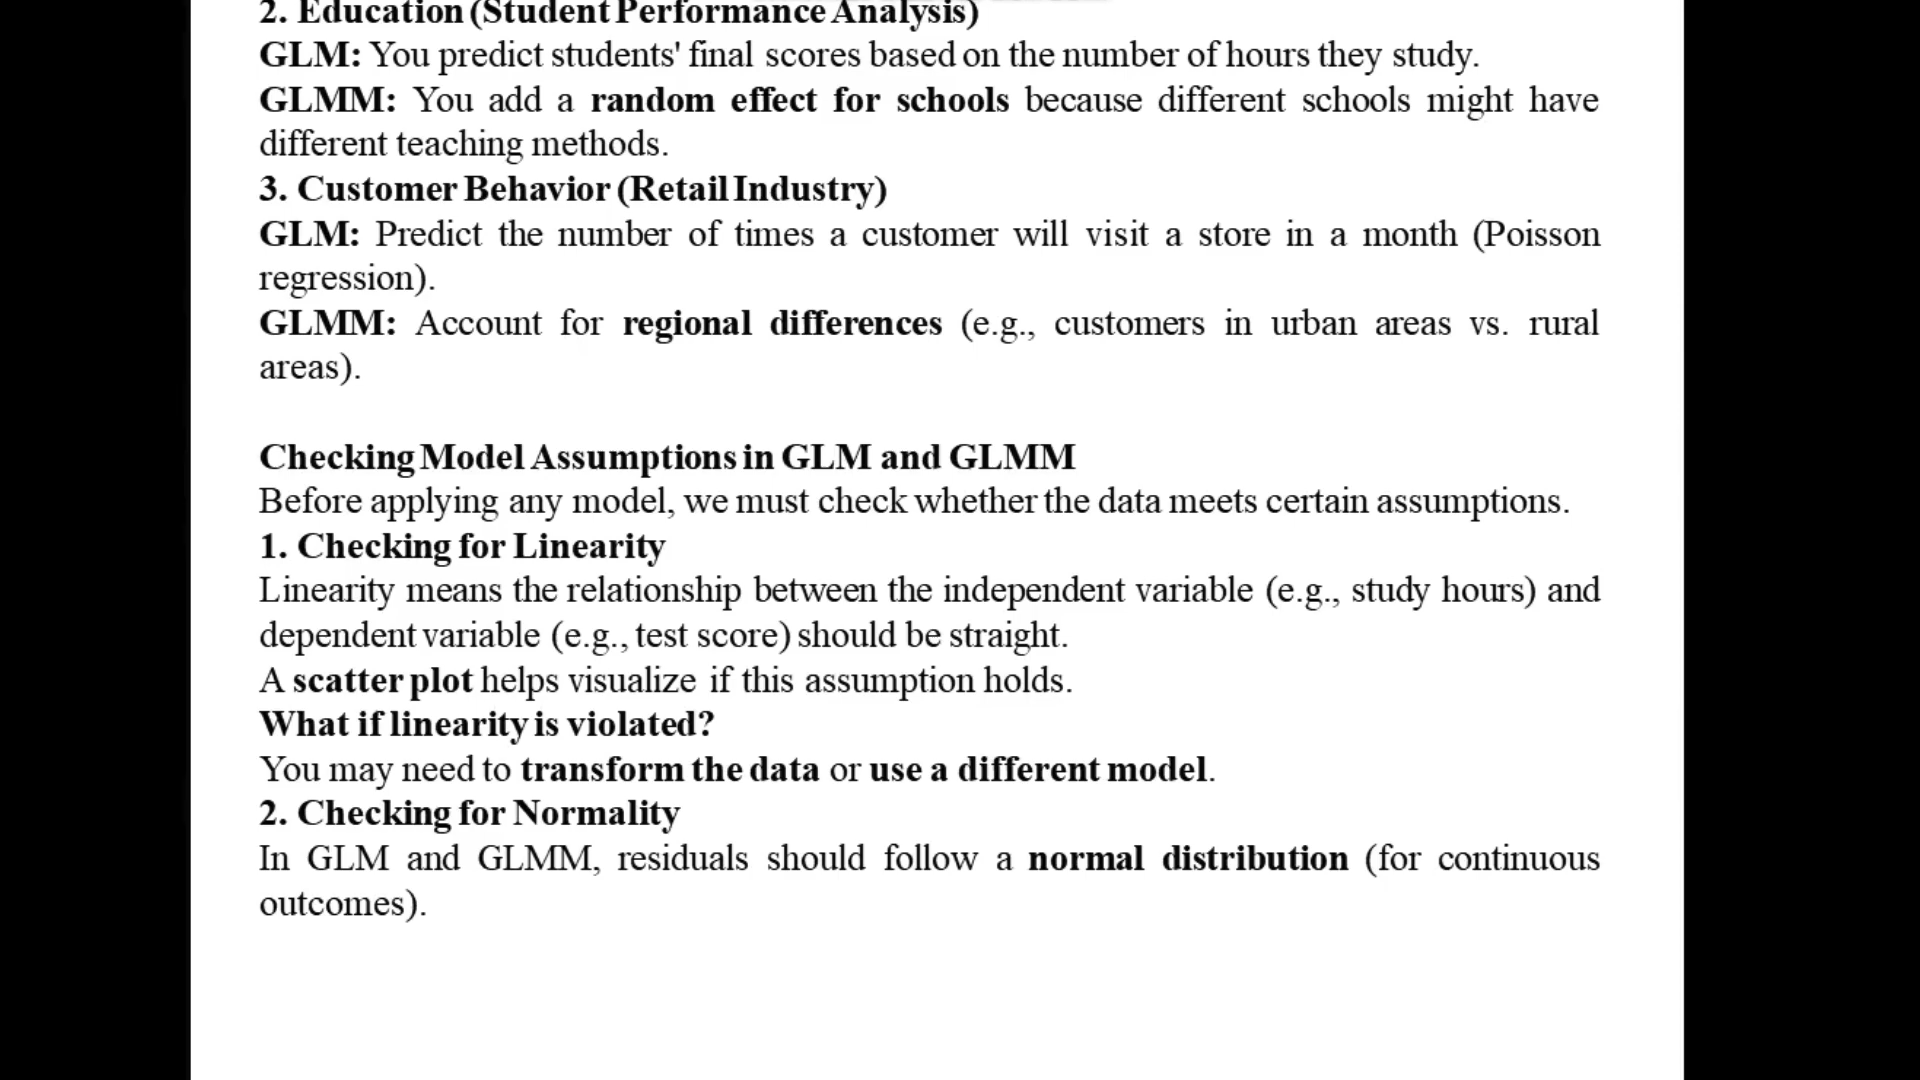 2. Education (Student Performance Analysis)
GLM: You predict students' final scores based on the number of hours they study.
GLMM: You add a random effect for schools because different schools might have
different teaching methods.
3. Customer Behavior (Retail Industry)
GLM: Predict the number of times a customer will visit a store in a month (Poisson
regression).
GLMM: Account for regional differences (e.g., customers in urban areas vs. rural
areas).
Checking Model Assumptions in GLM and GLMM
Before applying any model, we must check whether the data meets certain assumptions.
1. Checking for Linearity
Linearity means the relationship between the independent variable (e.g., study hours) and
dependent variable (e.g., test score) should be straight.
A scatter plot helps visualize if this assumption holds.
What if linearity is violated?
You may need to transform the data or use a different model.
2. Checking for Normality
In GLM and GLMM, residuals should follow a normal distribution (for continuous
outcomes).